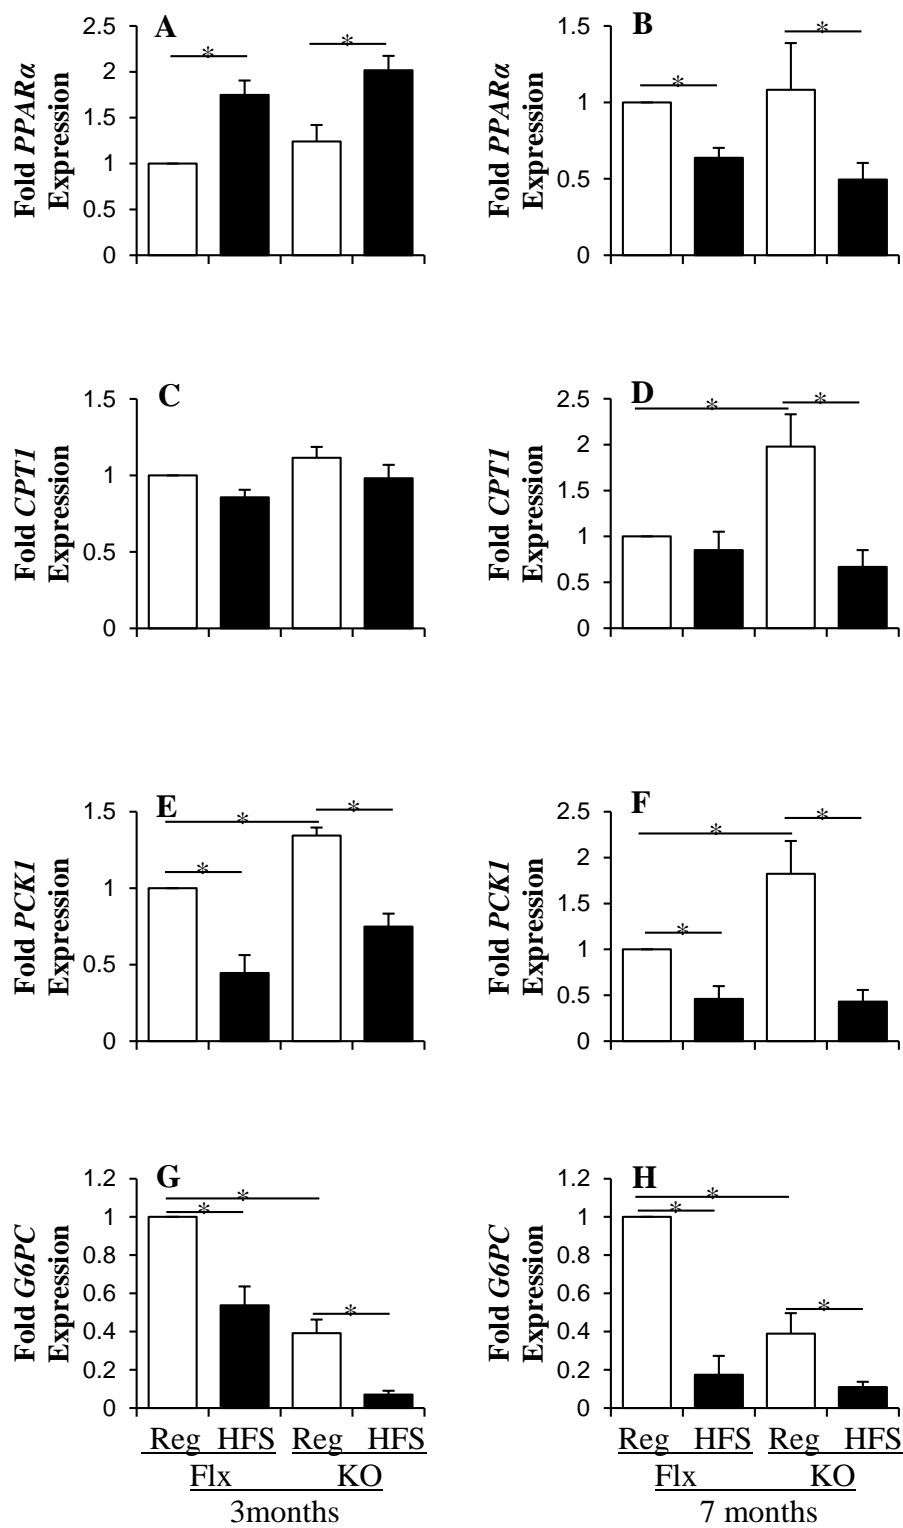 A
Fold PPARα
Expression
2.5
2
1.5
1
0.5
0
*
*
B
Fold PPARα
Expression
1.5
1
0.5
0
*
*
C
Fold CPT1
Expression
1.5
1
0.5
0
D
Fold CPT1
Expression
2.5
2
1.5
1
0.5
0
*
*
E
Fold PCK1
Expression
1.5
1
0.5
0
*
*
*
F
Fold PCK1
Expression
2.5
2
1.5
1
0.5
0
*
*
*
G
Fold G6PC
Expression
1.2
1
0.8
0.6
0.4
0.2
0
*
*
*
H
Fold G6PC
Expression
1.2
1
0.8
0.6
0.4
0.2
0
*
*
*
Reg HFS Reg HFS
Flx KO
3months
Reg HFS Reg HFS
Flx KO
7 months